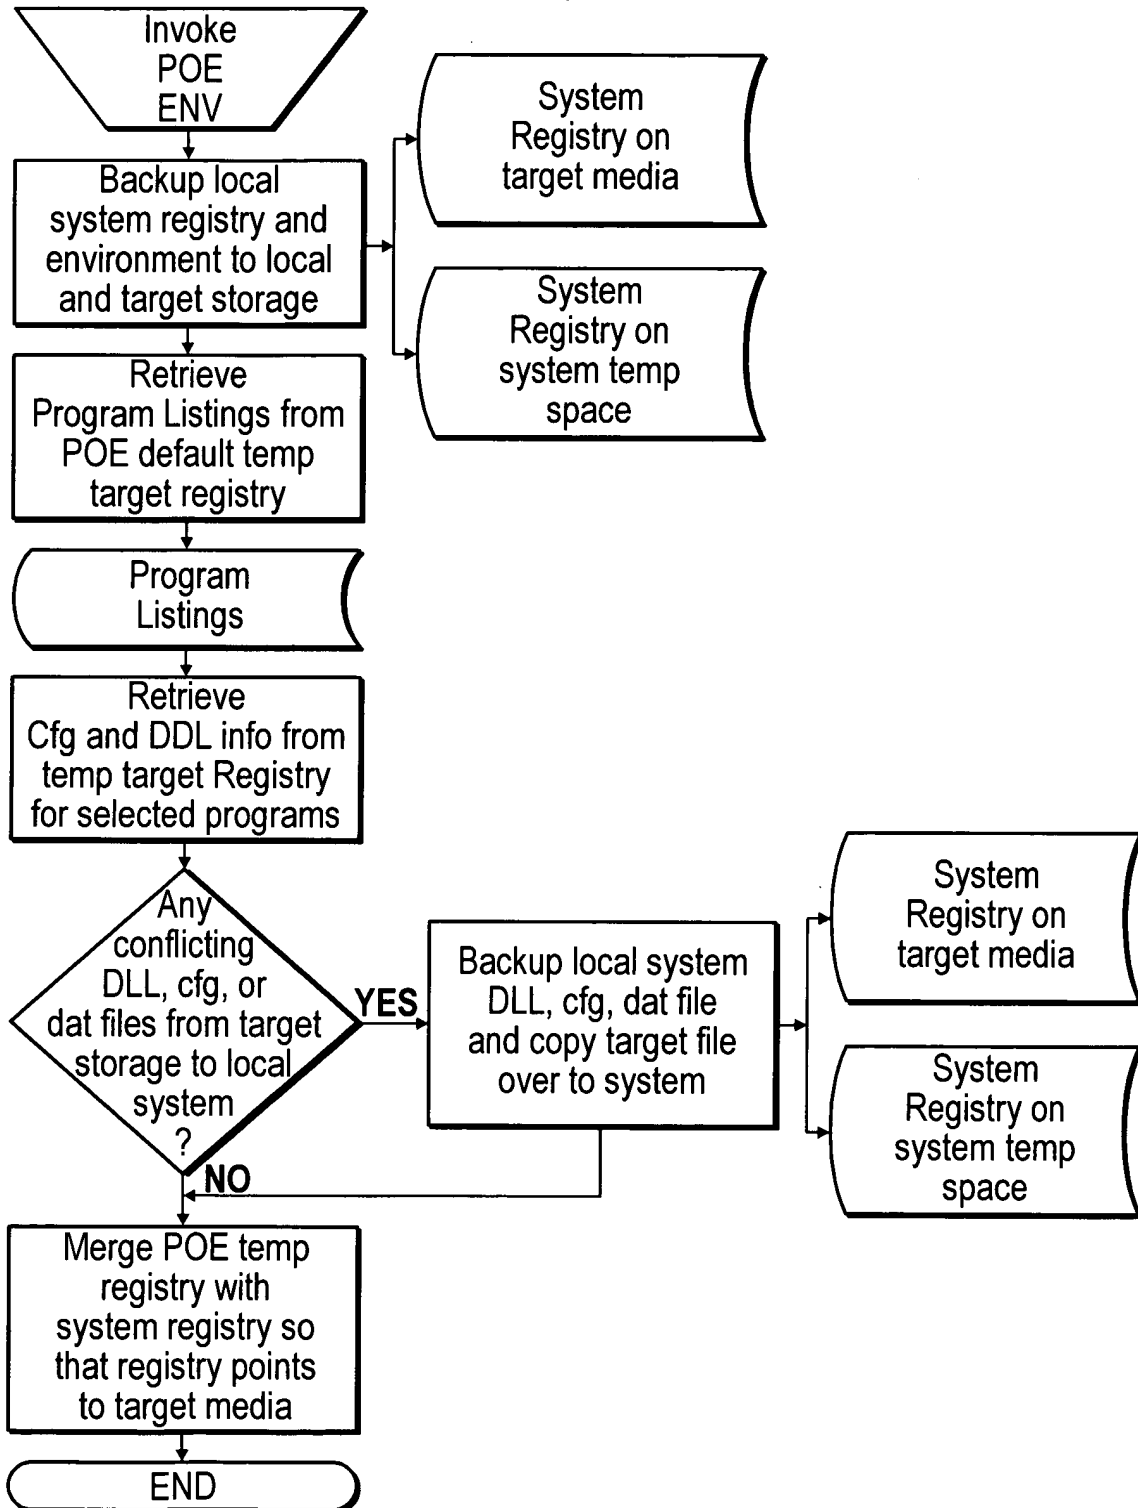 Invoke
POE
ENV
Backup local
system registry and
environment to local
and target storage
System
Registry on
target media
System
Registry on
system temp
space
Retrieve
Program Listings from
POE default temp
target registry
Program
Listings
Retrieve
Cfg and DDL info from
temp target Registry
for selected programs
Any
conflicting
DLL, cfg, or
dat files from target
storage to local
system
?
YES
NO
Backup local system
DLL, cfg, dat file
and copy target file
over to system
System
Registry on
target media
System
Registry on
system temp
space
Merge POE temp
registry with
system registry so
that registry points
to target media
END